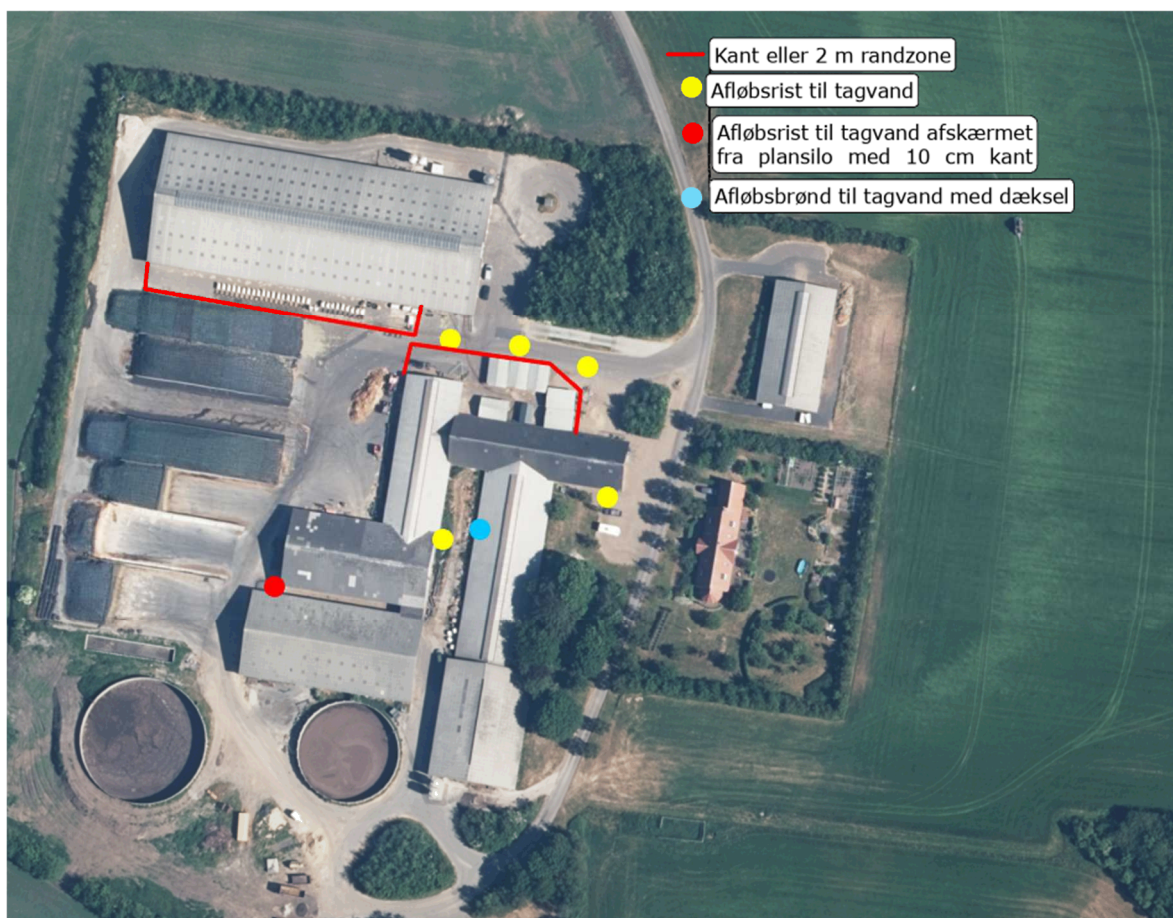 Kant eller 2 m randzone
Afløbsrist til tagvand
Afløbsrist til tagvand afskærmet
fra plansilo med 10 cm kant
Afløbsbrønd til tagvand med dæksel